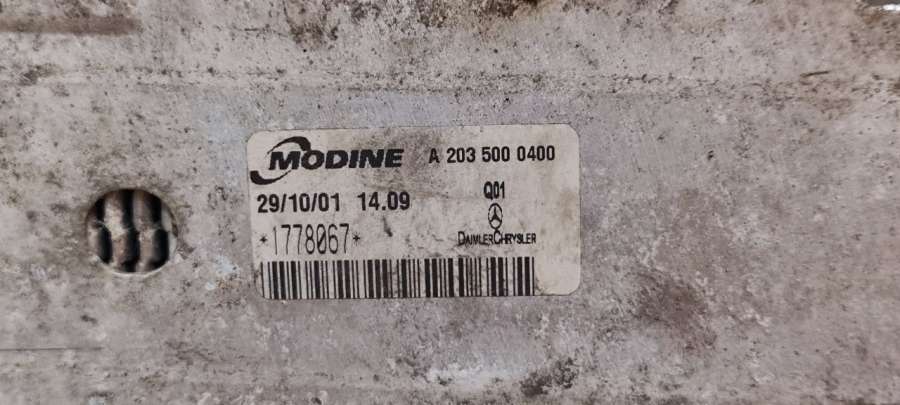 MODINE A 203 500 0400
29/10/01 14.09 Q01
*1778067* DAIMLERCHRYSLER